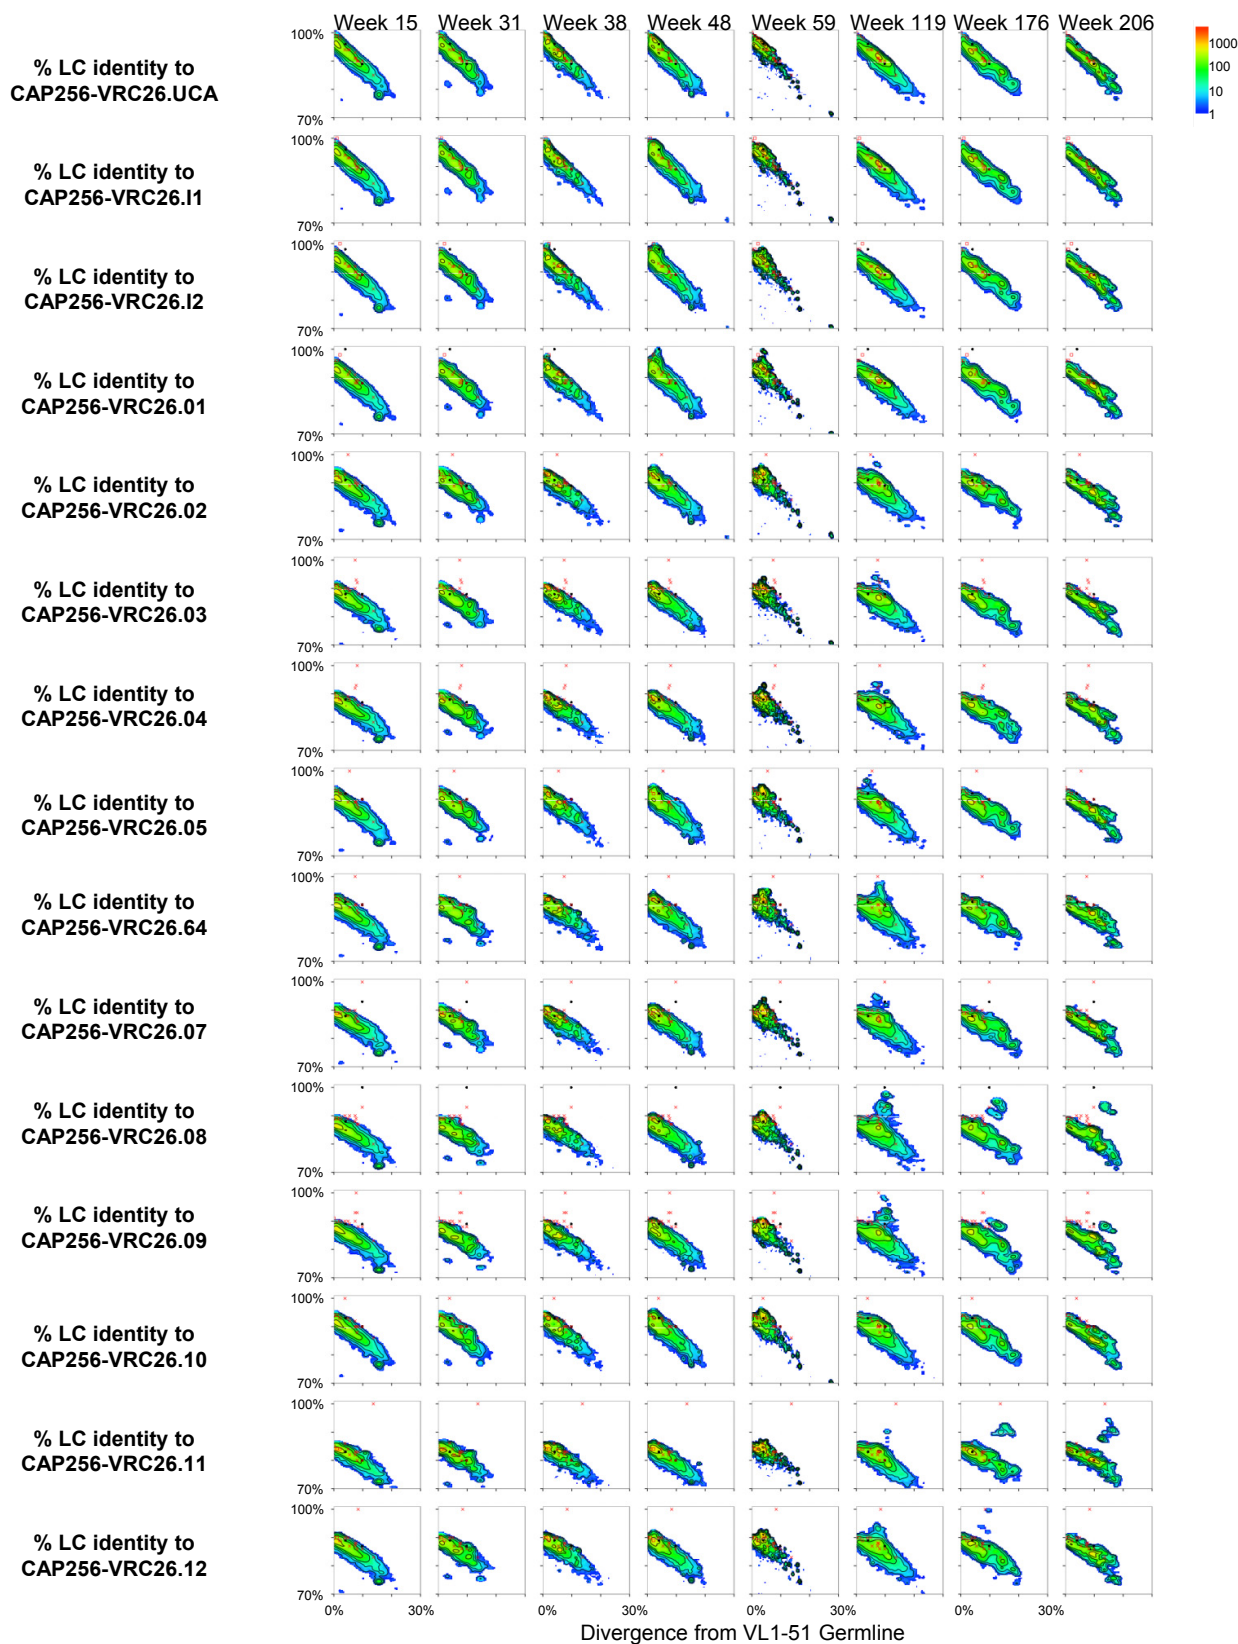 Week 15 Week 31 Week 38 Week 48 Week 59 Week 119 Week 176 Week 206
1000
100
10
1
100%
% LC identity to
CAP256-VRC26.UCA
70%
100%
% LC identity to
CAP256-VRC26.I1
70%
100%
% LC identity to
CAP256-VRC26.I2
70%
100%
% LC identity to
CAP256-VRC26.01
70%
100%
% LC identity to
CAP256-VRC26.02
70%
100%
% LC identity to
CAP256-VRC26.03
70%
100%
% LC identity to
CAP256-VRC26.04
70%
100%
% LC identity to
CAP256-VRC26.05
70%
100%
% LC identity to
CAP256-VRC26.64
70%
100%
% LC identity to
CAP256-VRC26.07
70%
100%
% LC identity to
CAP256-VRC26.08
70%
100%
% LC identity to
CAP256-VRC26.09
70%
100%
% LC identity to
CAP256-VRC26.10
70%
100%
% LC identity to
CAP256-VRC26.11
70%
100%
% LC identity to
CAP256-VRC26.12
70%
0% 30% 0% 30% 0% 30% 0% 30% 0% 30% 0% 30% 0% 30% 0% 30%
Divergence from VL1-51 Germline